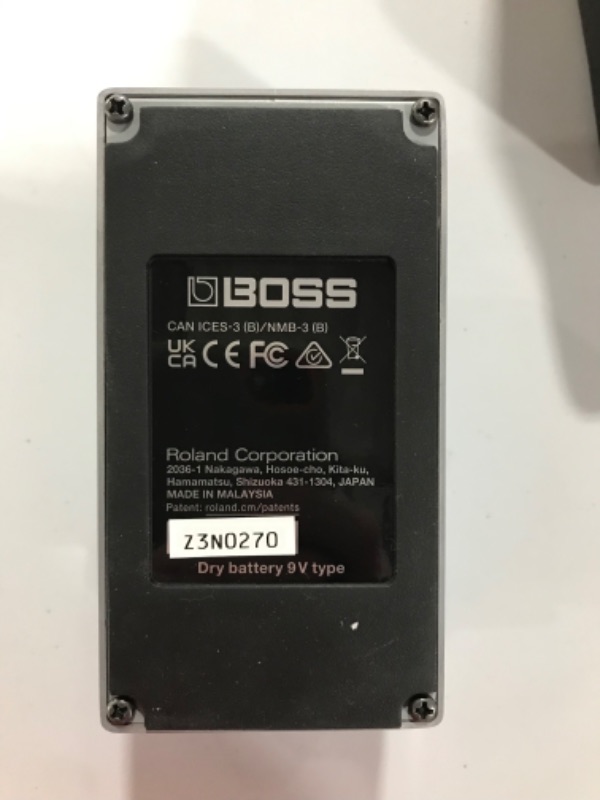 BOSS
CAN ICES-3 (B)/NMB-3 (B)
UK CA CE FC
Roland Corporation
2036-1 Nakagawa, Hosoe-cho, Kita-ku,
Hamamatsu, Shizuoka 431-1304, JAPAN
MADE IN MALAYSIA
Patent: roland.cm/patents
Z3N0270
Dry battery 9V type